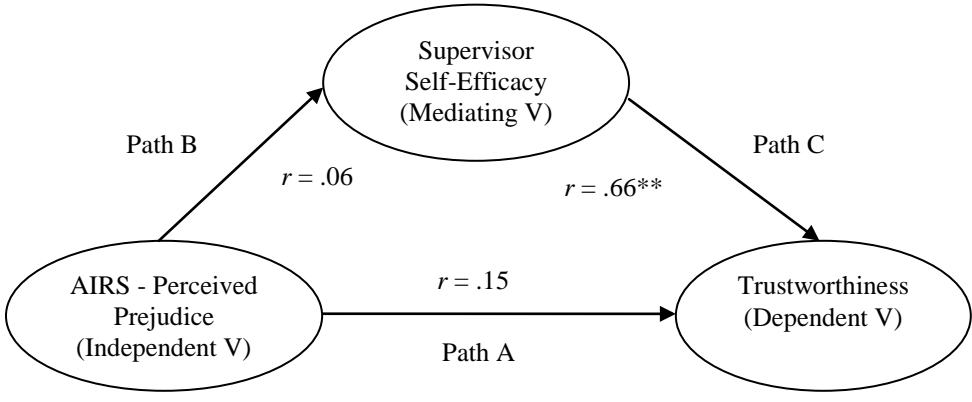 Supervisor
Self-Efficacy
(Mediating V)
Path B
Path C
r = .06
r = .66**
AIRS - Perceived
Prejudice
(Independent V)
r = .15
Path A
Trustworthiness
(Dependent V)